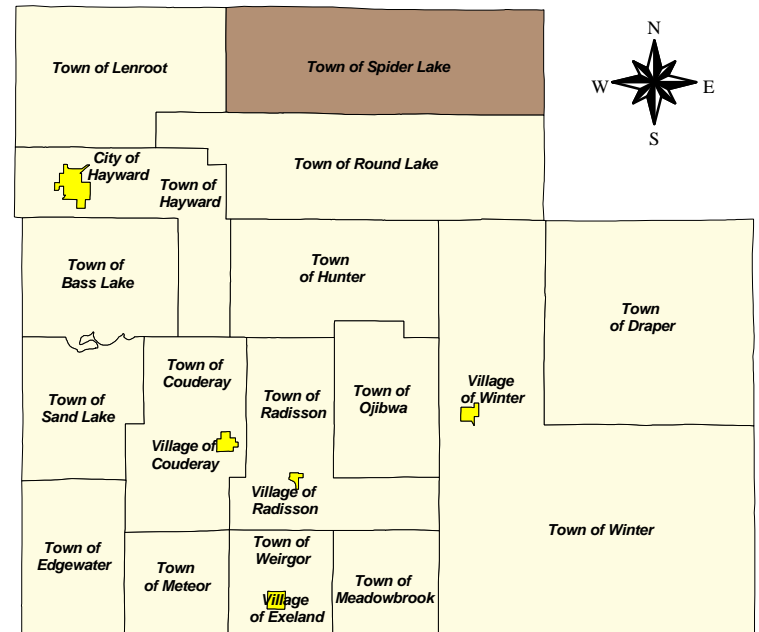 N
W E
S
Town of Lenroot
Town of Spider Lake
City of
Hayward
Town of
Hayward
Town of Round Lake
Town of
Bass Lake
Town
of Hunter
Town
of Draper
Town of
Sand Lake
Town of
Couderay
Village of
Couderay
Town of
Radisson
Village of
Radisson
Town of
Ojibwa
Village
of Winter
Town of Winter
Town of
Edgewater
Town
of Meteor
Town of
Weirgor
Village
of Exeland
Town of
Meadowbrook